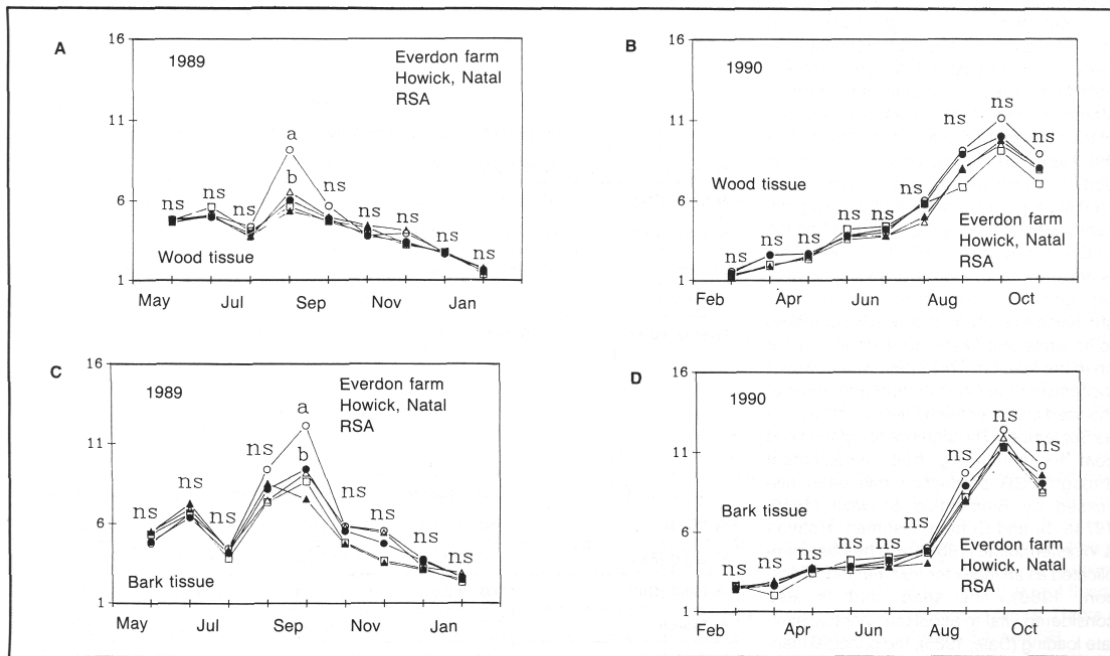 A
16
1989
Everdon farm
Howick, Natal
RSA
11
a
b
6
ns
ns
ns
ns
ns
ns
ns
ns
Wood tissue
1
May
Jul
Sep
Nov
Jan
B
16
1990
11
ns
ns
ns
Wood tissue
ns
6
ns
ns
ns
ns
ns
Everdon farm
Howick, Natal
RSA
1
Feb
Apr
Jun
Aug
Oct
C
16
1989
Everdon farm
Howick, Natal
RSA
11
a
b
ns
ns
ns
ns
ns
ns
ns
6
Bark tissue
1
May
Jul
Sep
Nov
Jan
D
16
1990
11
ns
ns
ns
Bark tissue
ns
6
ns
ns
ns
ns
ns
Everdon farm
Howick, Natal
RSA
1
Feb
Apr
Jun
Aug
Oct